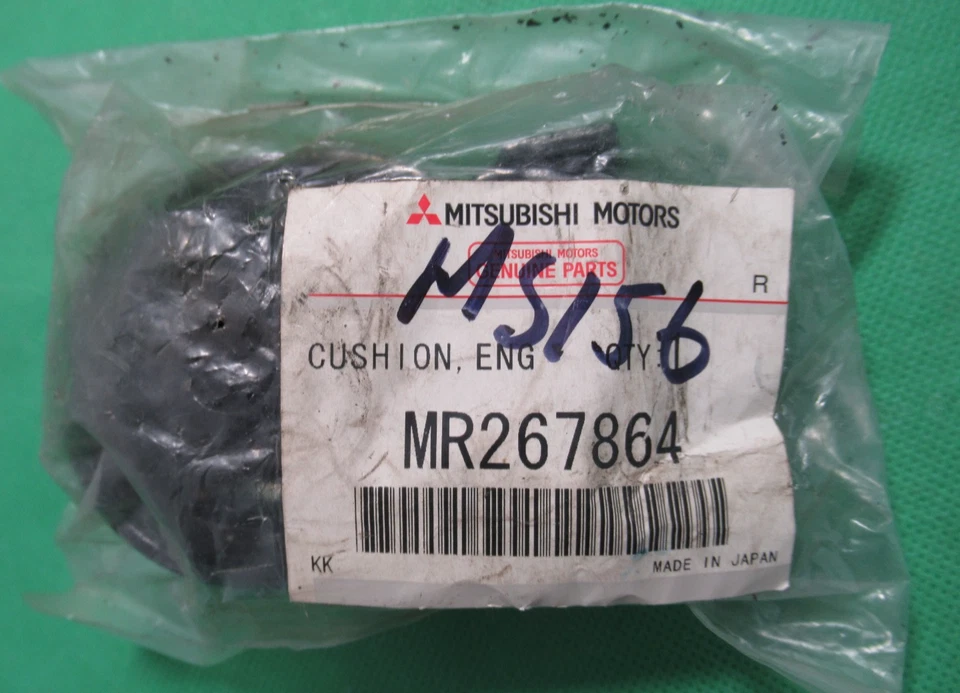 MITSUBISHI MOTORS
MITSUBISHI MOTORS
GENUINE PARTS
R
MS156
CUSHION, ENG QTY: 1
MR267864
KK
MADE IN JAPAN